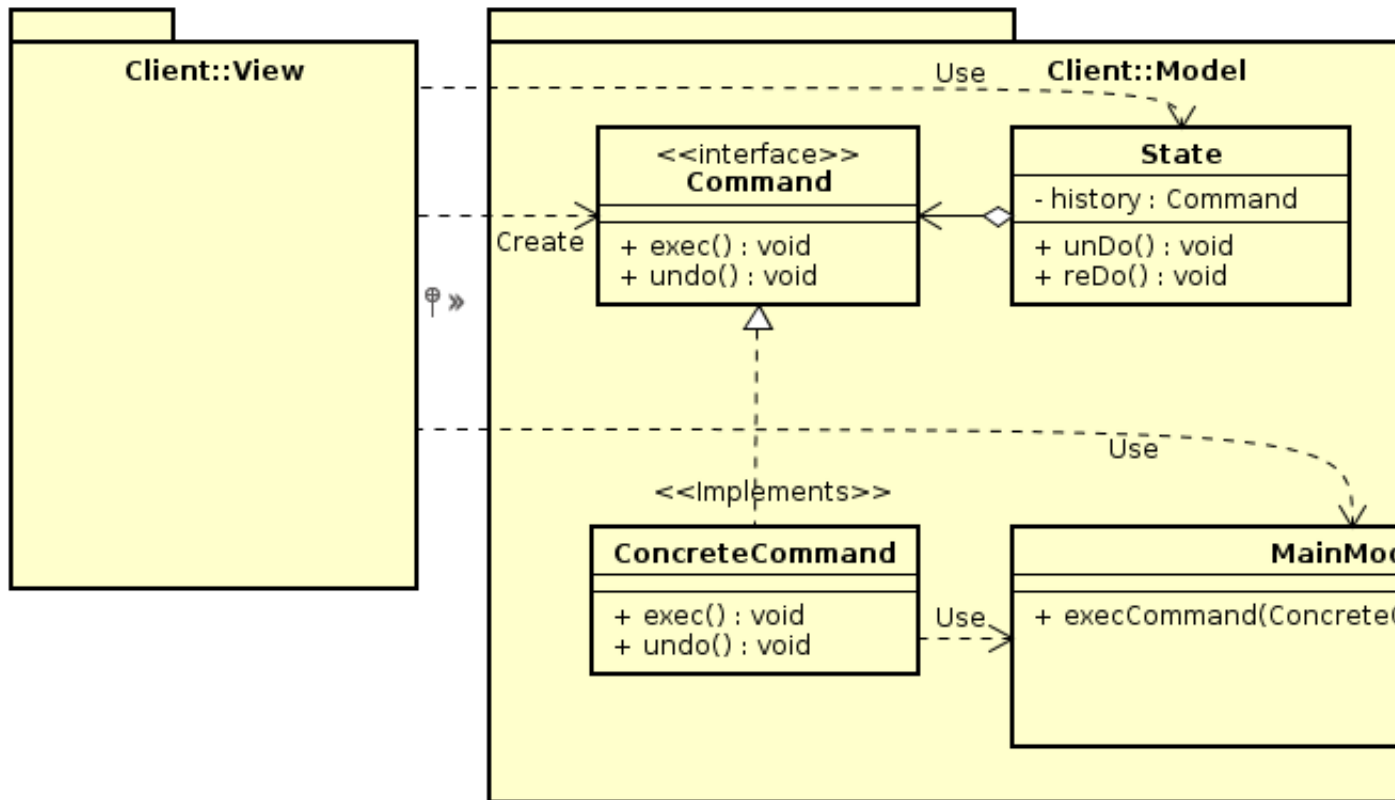 Client::View
Client::Model
Use
<<interface>>
Command
State
- history : Command
Create
+ exec() : void
+ undo() : void
+ unDo() : void
+ reDo() : void
Use
<<Implements>>
ConcreteCommand
MainMod
+ exec() : void
+ undo() : void
Use
+ execCommand(Concrete